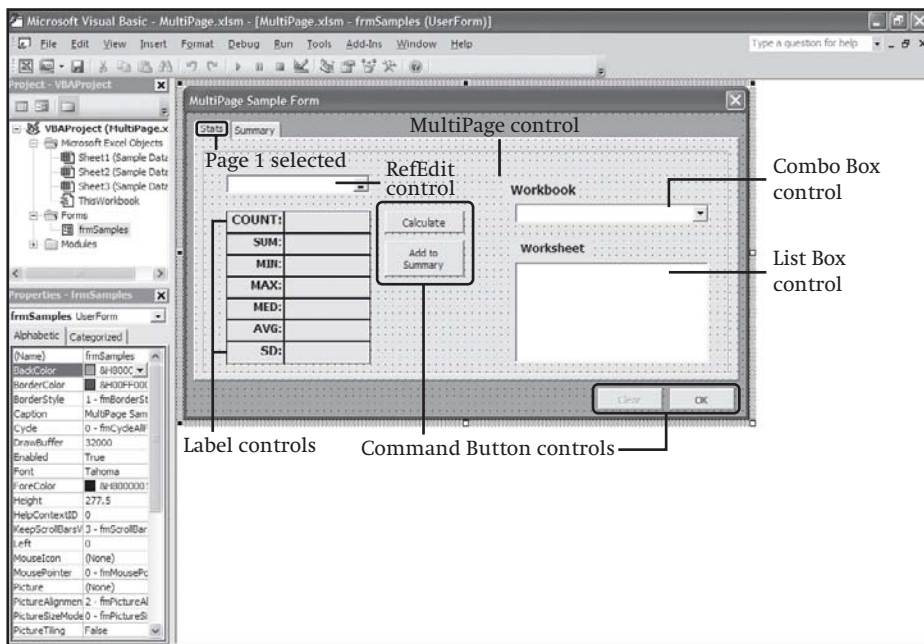 Microsoft Visual Basic - MultiPage.xlsm - [MultiPage.xlsm - frmSamples (UserForm)]
File Edit View Insert Format Debug Run Tools Add-Ins Window Help
Type a question for help
Project - VBAProject
VBAProject (MultiPage.x
Microsoft Excel Objects
Sheet1 (Sample Data
Sheet2 (Sample Data
Sheet3 (Sample Data
ThisWorkbook
Forms
frmSamples
Modules
Properties - frmSamples
frmSamples UserForm
Alphabetic Categorized
(Name) frmSamples
BackColor
BorderColor &H00FF000
BorderStyle 1 - fmBorderSt
Caption MultiPage Sam
Cycle 0 - fmCycleAllF
DrawBuffer 32000
Enabled True
Font Tahoma
ForeColor &H8000001
Height 277.5
HelpContextID 0
KeepScrollBarsV 3 - fmScrollBar
Left 0
MouseIcon (None)
MousePointer 0 - fmMousePo
Picture (None)
PictureAlignmen 2 - fmPictureAl
PictureSizeMode 0 - fmPictureSi
PictureTiling False
MultiPage Sample Form
Stats Summary
MultiPage control
Page 1 selected
RefEdit
control
Combo Box
control
Workbook
COUNT:
SUM:
MIN:
MAX:
MED:
AVG:
SD:
Calculate
Add to
Summary
Worksheet
List Box
control
Clear OK
Label controls
Command Button controls